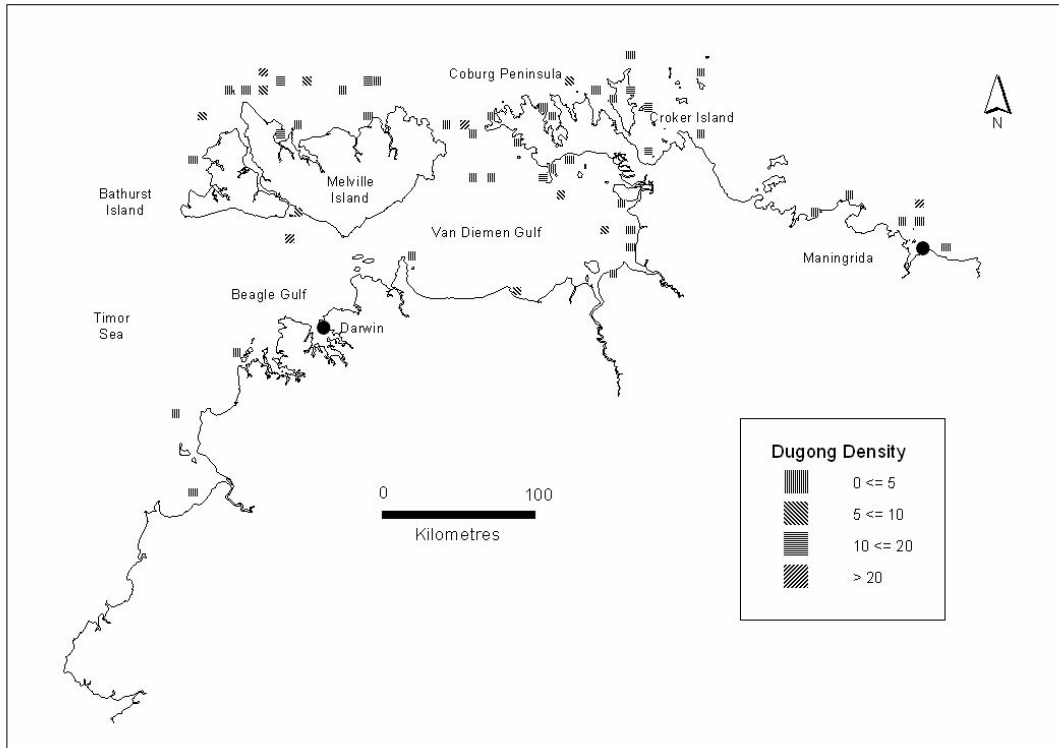 Coburg Peninsula
Croker Island
N
Melville
Island
Bathurst
Island
Van Diemen Gulf
Maningrida
Beagle Gulf
Timor
Sea
Darwin
Dugong Density
0 <= 5
5 <= 10
10 <= 20
> 20
0 100
Kilometres